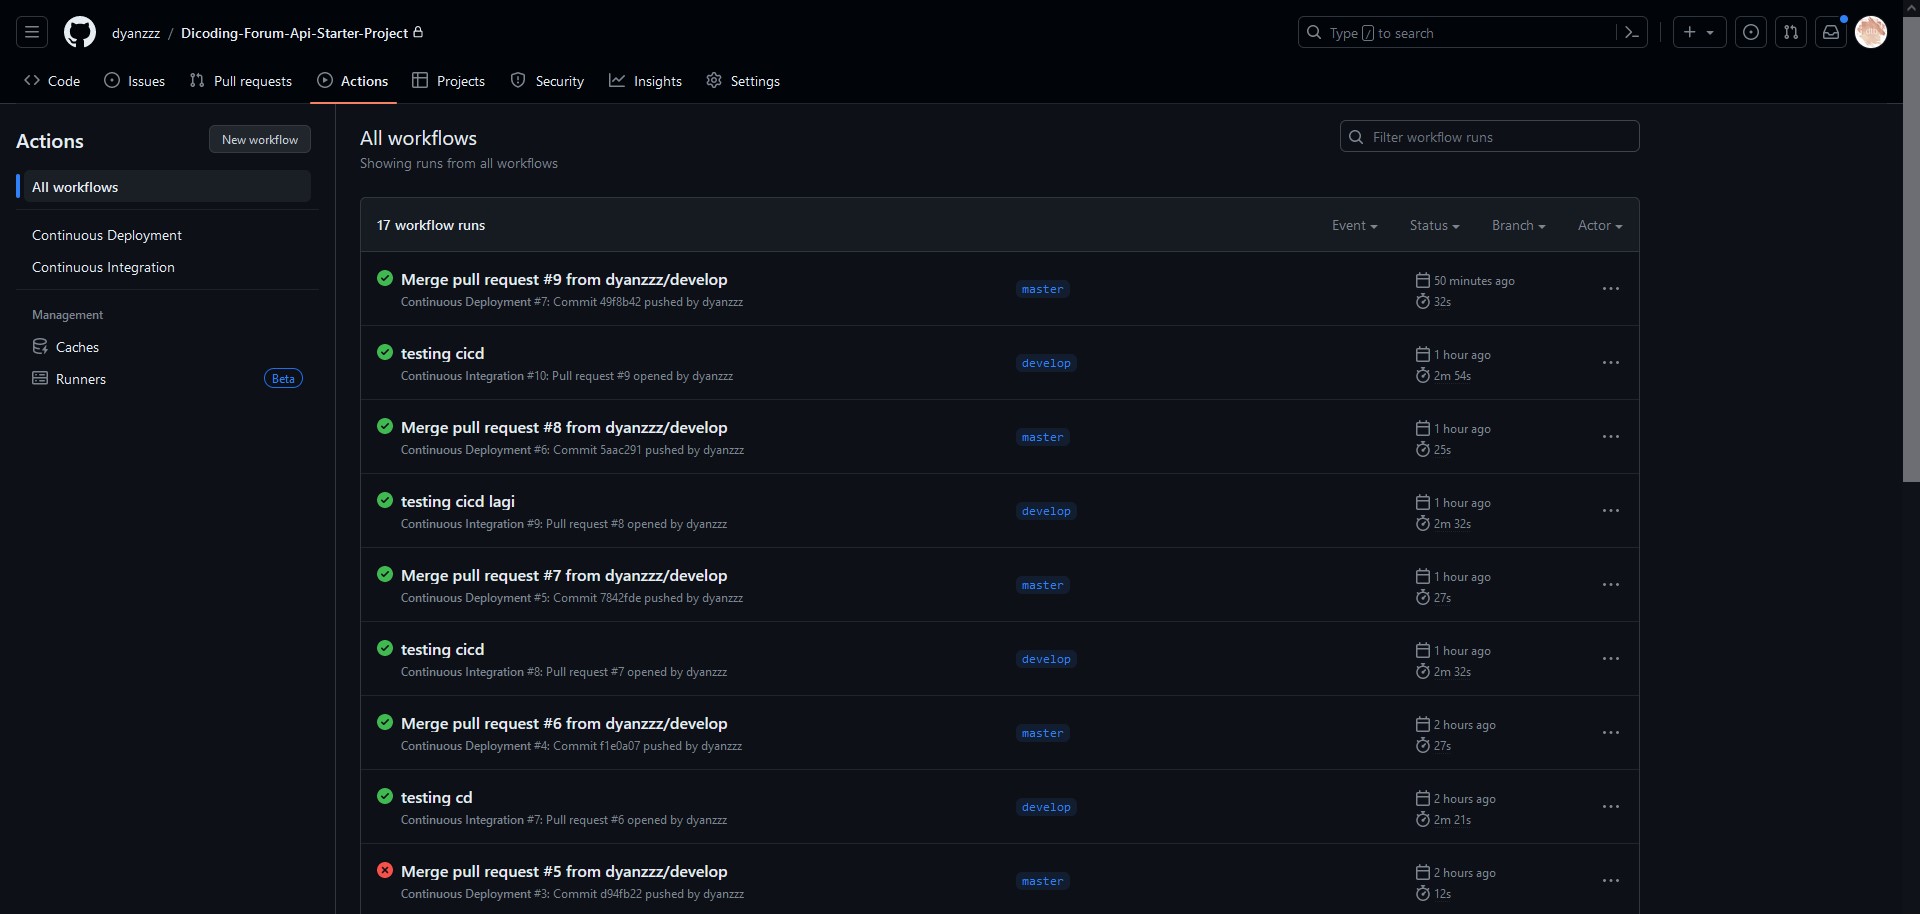 dyanzzz / Dicoding-Forum-Api-Starter-Project
Type / to search
Code Issues Pull requests Actions Projects Security Insights Settings
Actions
New workflow
All workflows
Continuous Deployment
Continuous Integration
Management
Caches
Runners Beta
All workflows
Showing runs from all workflows
Filter workflow runs
17 workflow runs
Event Status Branch Actor
Merge pull request #9 from dyanzzz/develop
Continuous Deployment #7: Commit 49f8b42 pushed by dyanzzz
master
50 minutes ago
32s
testing cicd
Continuous Integration #10: Pull request #9 opened by dyanzzz
develop
1 hour ago
2m 54s
Merge pull request #8 from dyanzzz/develop
Continuous Deployment #6: Commit 5aac291 pushed by dyanzzz
master
1 hour ago
25s
testing cicd lagi
Continuous Integration #9: Pull request #8 opened by dyanzzz
develop
1 hour ago
2m 32s
Merge pull request #7 from dyanzzz/develop
Continuous Deployment #5: Commit 7842fde pushed by dyanzzz
master
1 hour ago
27s
testing cicd
Continuous Integration #8: Pull request #7 opened by dyanzzz
develop
1 hour ago
2m 32s
Merge pull request #6 from dyanzzz/develop
Continuous Deployment #4: Commit f1e0a07 pushed by dyanzzz
master
2 hours ago
27s
testing cd
Continuous Integration #7: Pull request #6 opened by dyanzzz
develop
2 hours ago
2m 21s
Merge pull request #5 from dyanzzz/develop
Continuous Deployment #3: Commit d94fb22 pushed by dyanzzz
master
2 hours ago
12s